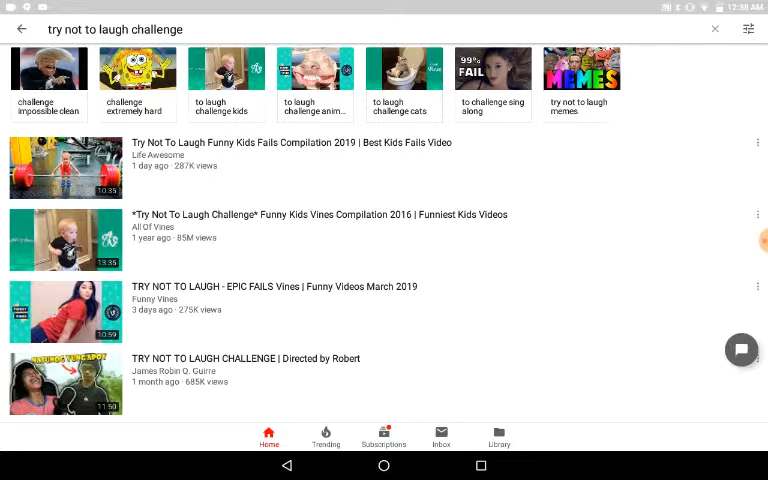 12:38 AM
try not to laugh challenge
99%
FAIL
MEMES
challenge
impossible clean
challenge
extremely hard
to laugh
challenge kids
to laugh
challenge anim...
to laugh
challenge cats
to challenge sing
along
try not to laugh
memes
Try Not To Laugh Funny Kids Fails Compilation 2019 | Best Kids Fails Video
Life Awesome
1 day ago · 287K views
10:35
*Try Not To Laugh Challenge* Funny Kids Vines Compilation 2016 | Funniest Kids Videos
All Of Vines
1 year ago · 85M views
13:35
TRY NOT TO LAUGH - EPIC FAILS Vines | Funny Videos March 2019
Funny Vines
3 days ago · 275K views
10:59
TRY NOT TO LAUGH CHALLENGE | Directed by Robert
James Robin Q. Guirre
1 month ago · 685K views
11:50
Home
Trending
Subscriptions
Inbox
Library